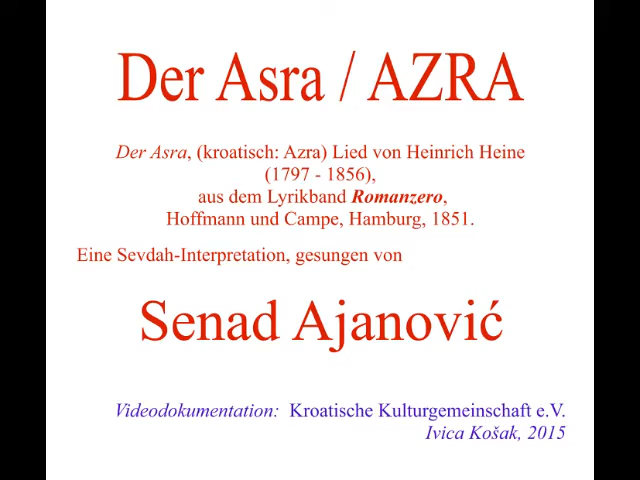 Der Asra / AZRA
Der Asra, (kroatisch: Azra) Lied von Heinrich Heine
(1797 - 1856),
aus dem Lyrikband Romanzero,
Hoffmann und Campe, Hamburg, 1851.
Eine Sevdah-Interpretation, gesungen von
Senad Ajanović
Videodokumentation: Kroatische Kulturgemeinschaft e.V.
Ivica Košak, 2015